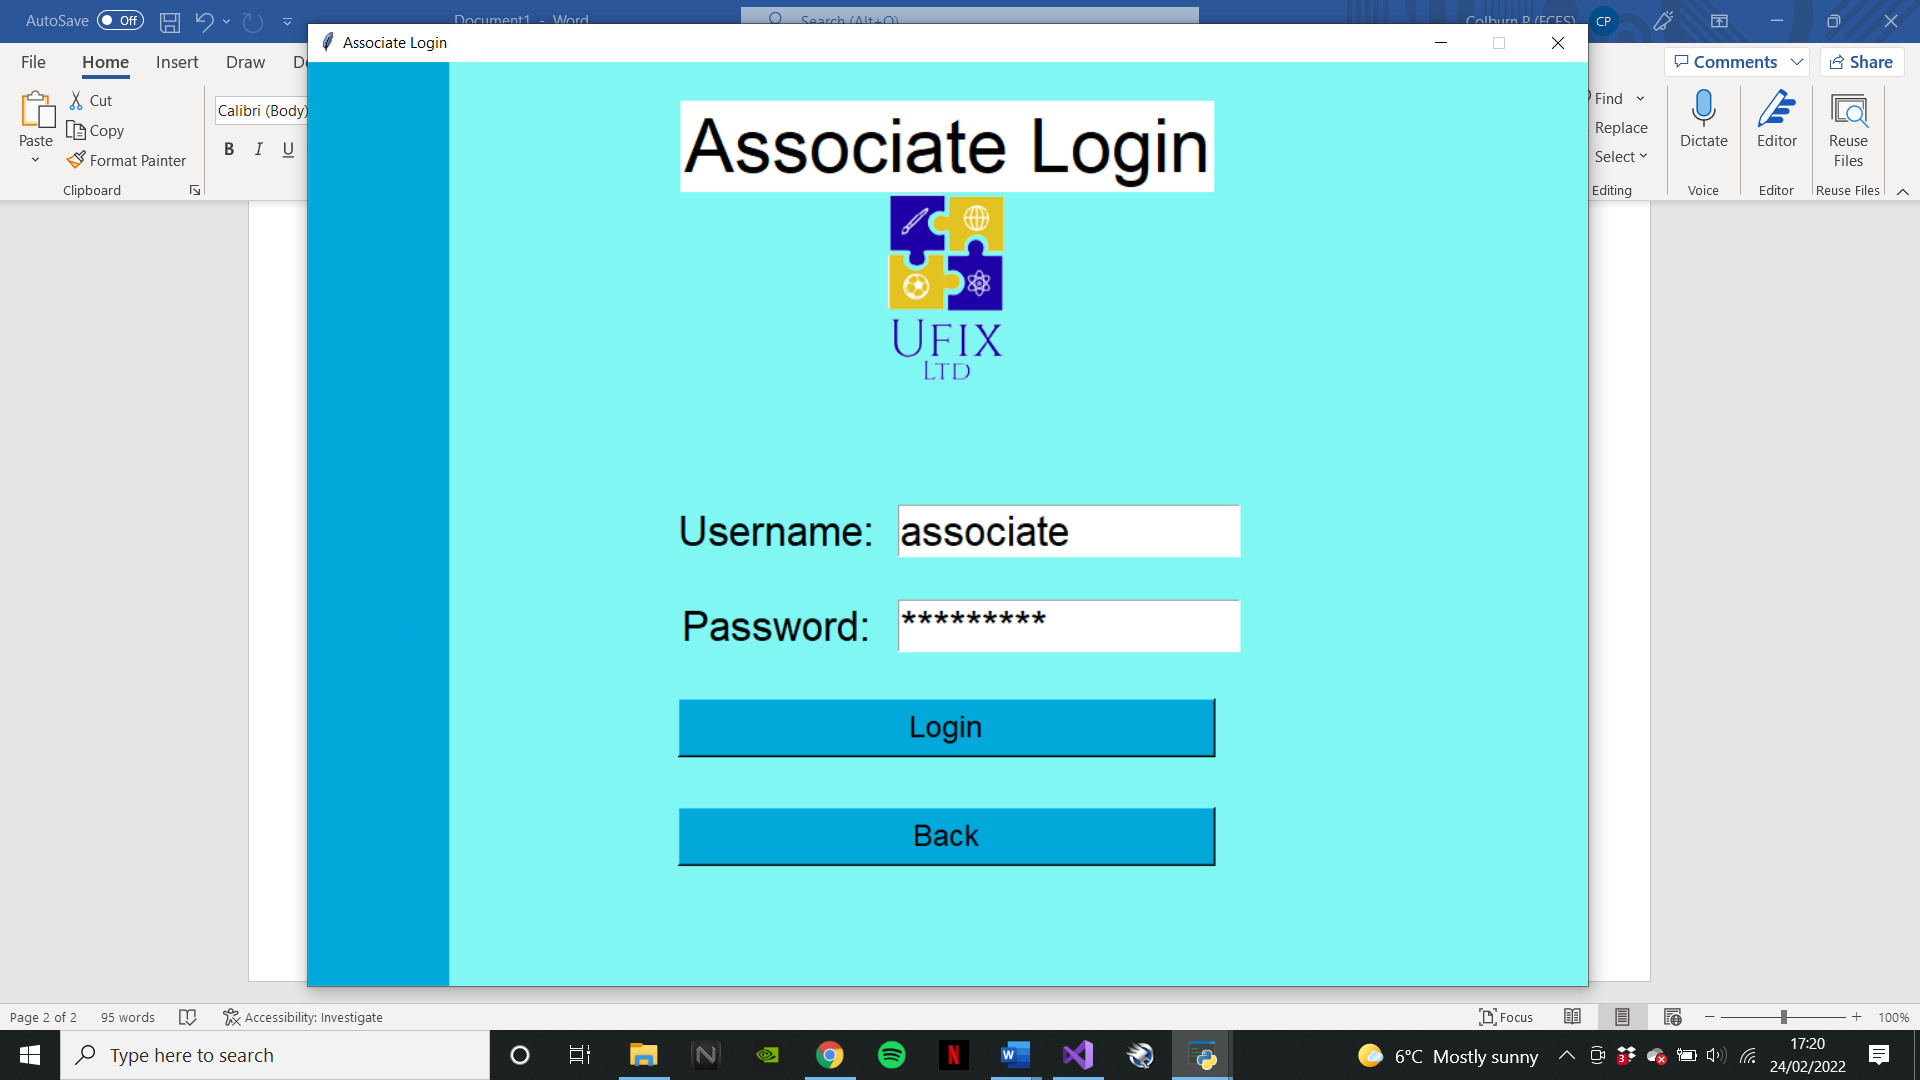 AutoSave Off Document1 - Word Search (Alt+Q) Colburn P (FCES) CP
Associate Login
File Home Insert Draw Comments Share
Cut
Copy
Format Painter
Paste
Clipboard
Calibri (Body)
B I U
Find
Replace
Select
Editing
Dictate
Voice
Editor
Editor
Reuse
Files
Reuse Files
Associate Login
UFIX
LTD
Username: associate
Password: *********
Login
Back
Page 2 of 2 95 words Accessibility: Investigate Focus 100%
Type here to search
N
N
W
3
6°C Mostly sunny
17:20
24/02/2022